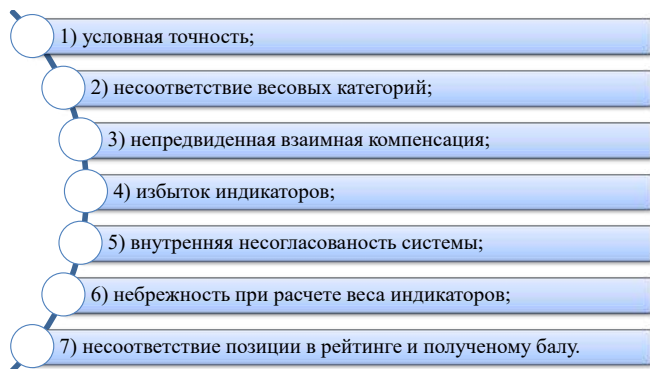 1) условная точность;
2) несоответствие весовых категорий;
3) непредвиденная взаимная компенсация;
4) избыток индикаторов;
5) внутренняя несогласованость системы;
6) небрежность при расчете веса индикаторов;
7) несоответствие позиции в рейтинге и полученому балу.